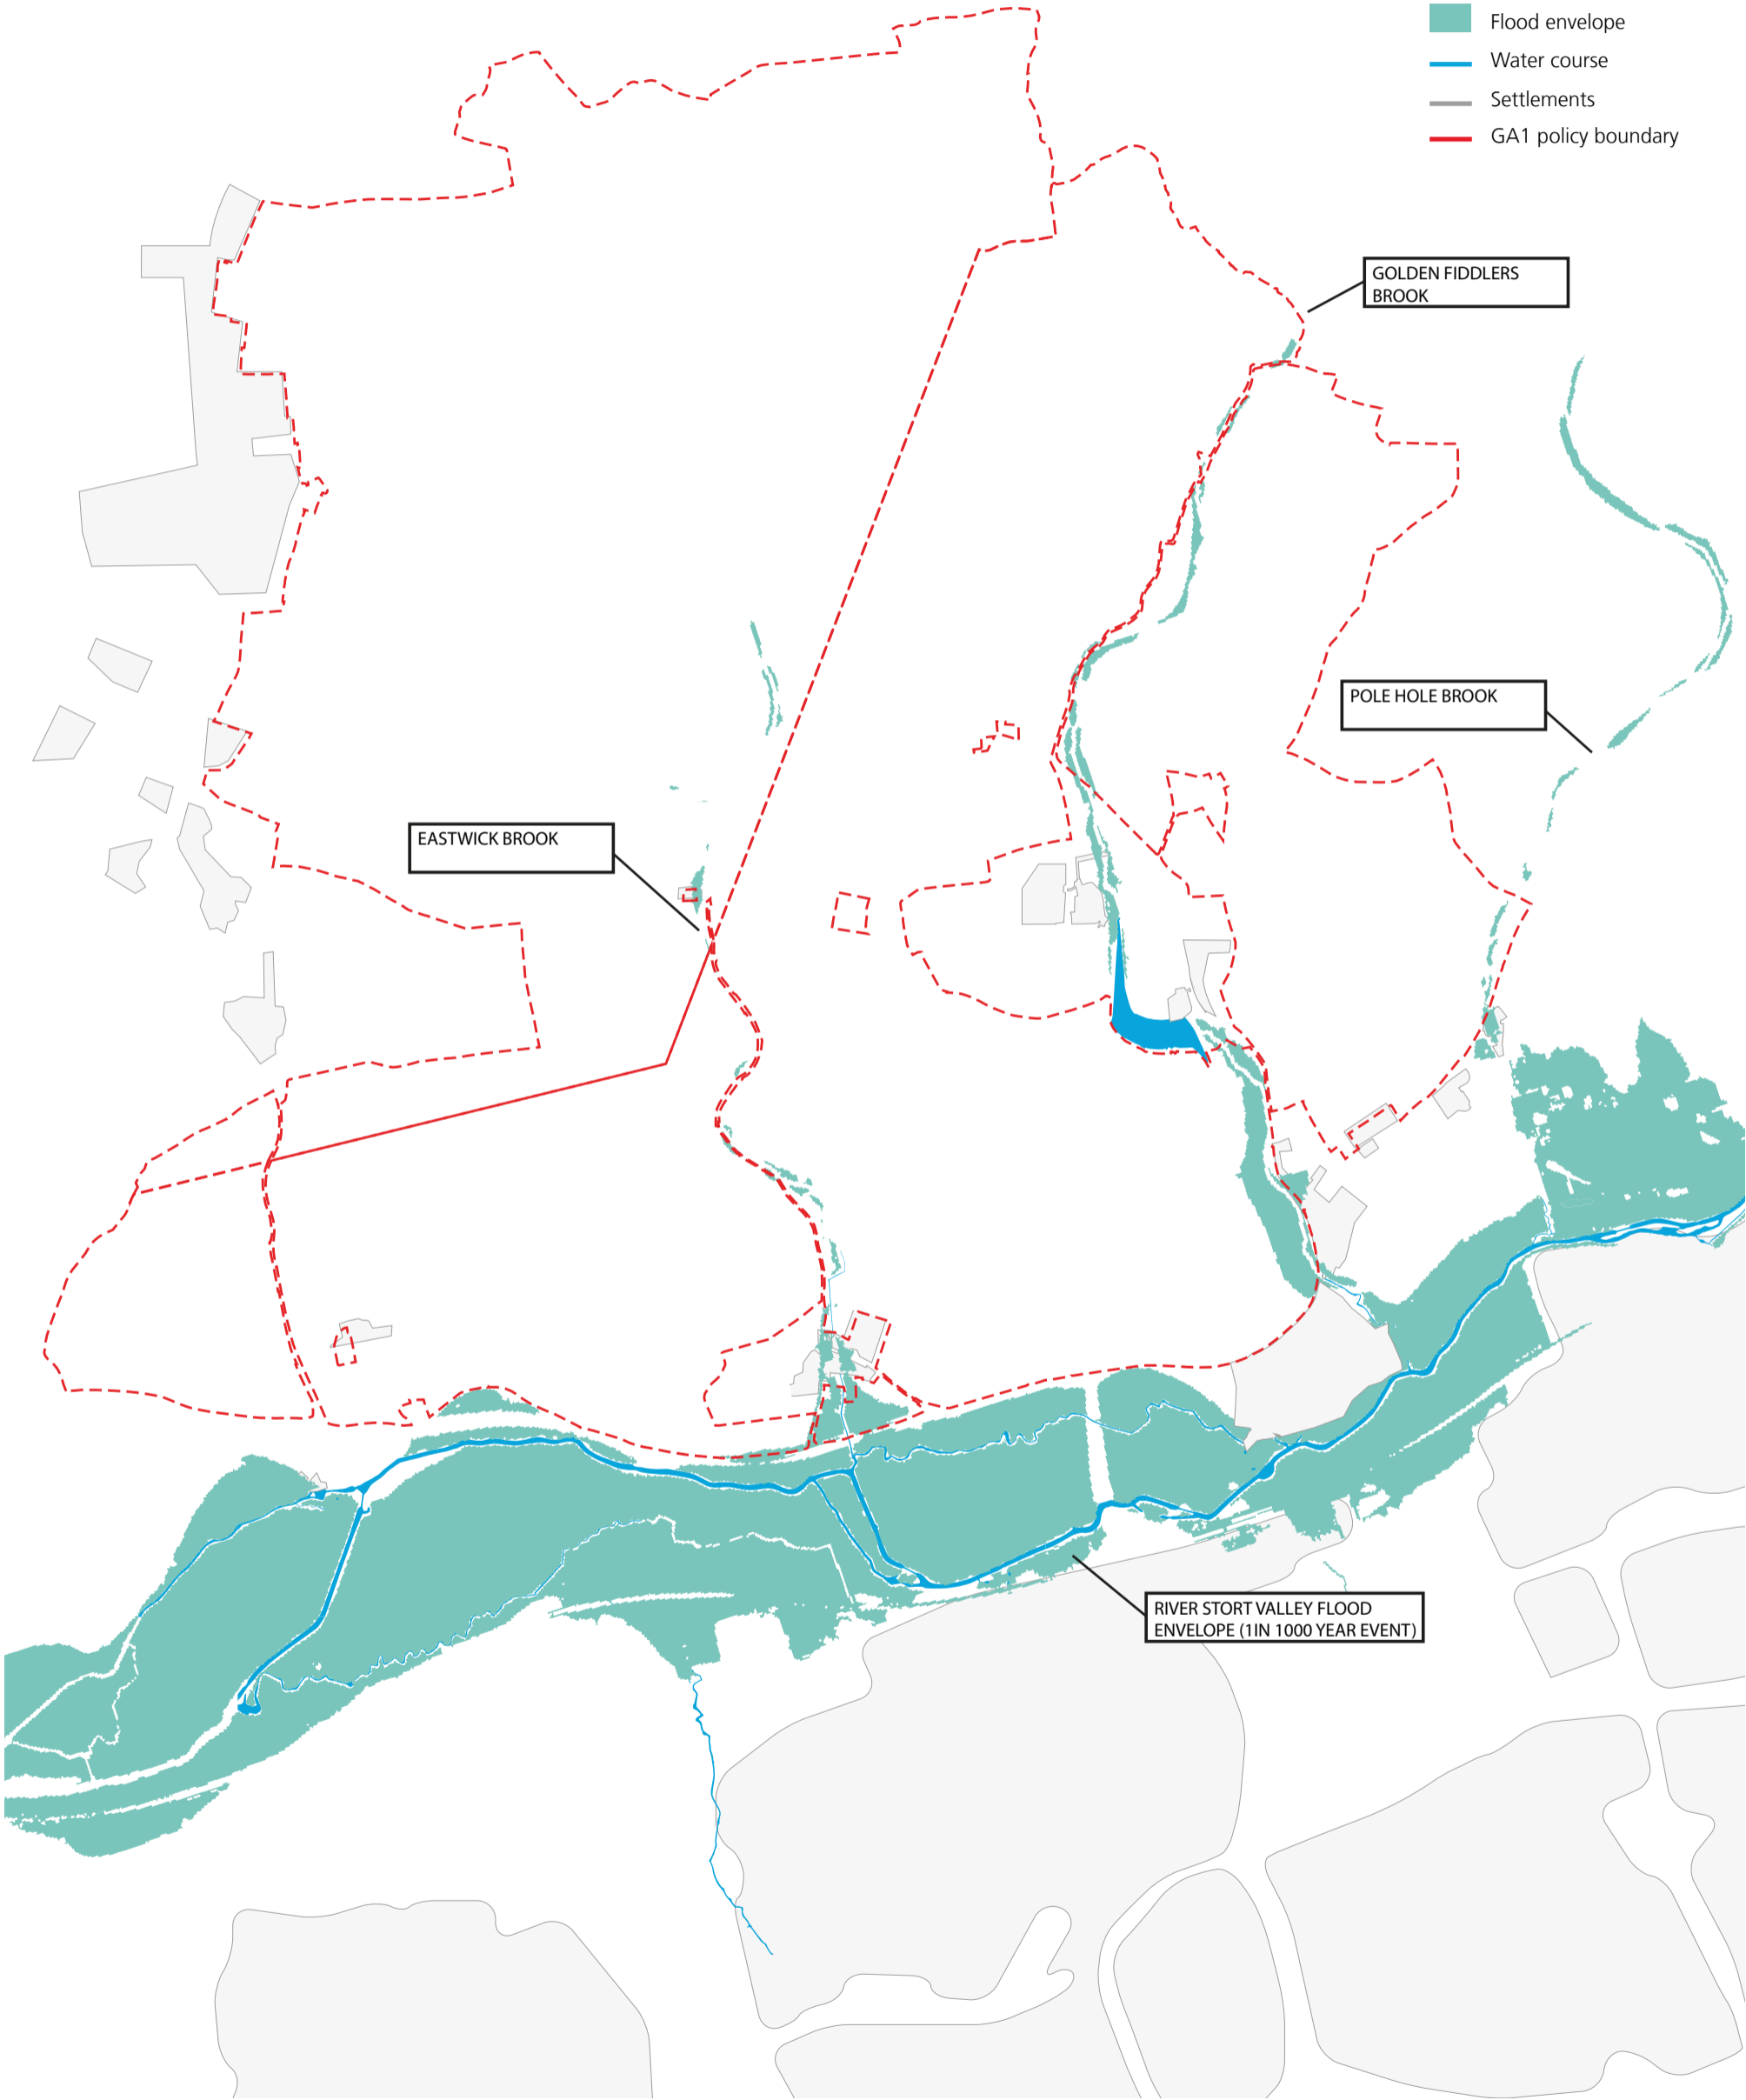 Flood envelope
Water course
Settlements
GA1 policy boundary
GOLDEN FIDDLERS
BROOK
POLE HOLE BROOK
EASTWICK BROOK
RIVER STORT VALLEY FLOOD
ENVELOPE (1IN 1000 YEAR EVENT)